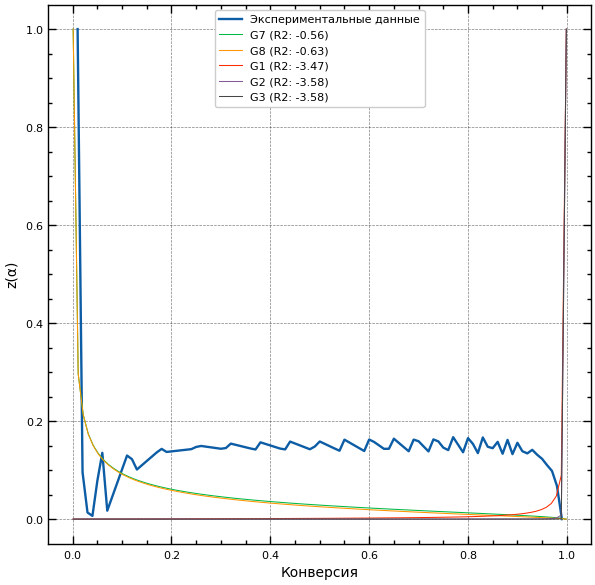 Экспериментальные данные
G7 (R2: -0.56)
G8 (R2: -0.63)
G1 (R2: -3.47)
G2 (R2: -3.58)
G3 (R2: -3.58)
z(α)
1.0
0.8
0.6
0.4
0.2
0.0
0.0 0.2 0.4 0.6 0.8 1.0
Конверсия